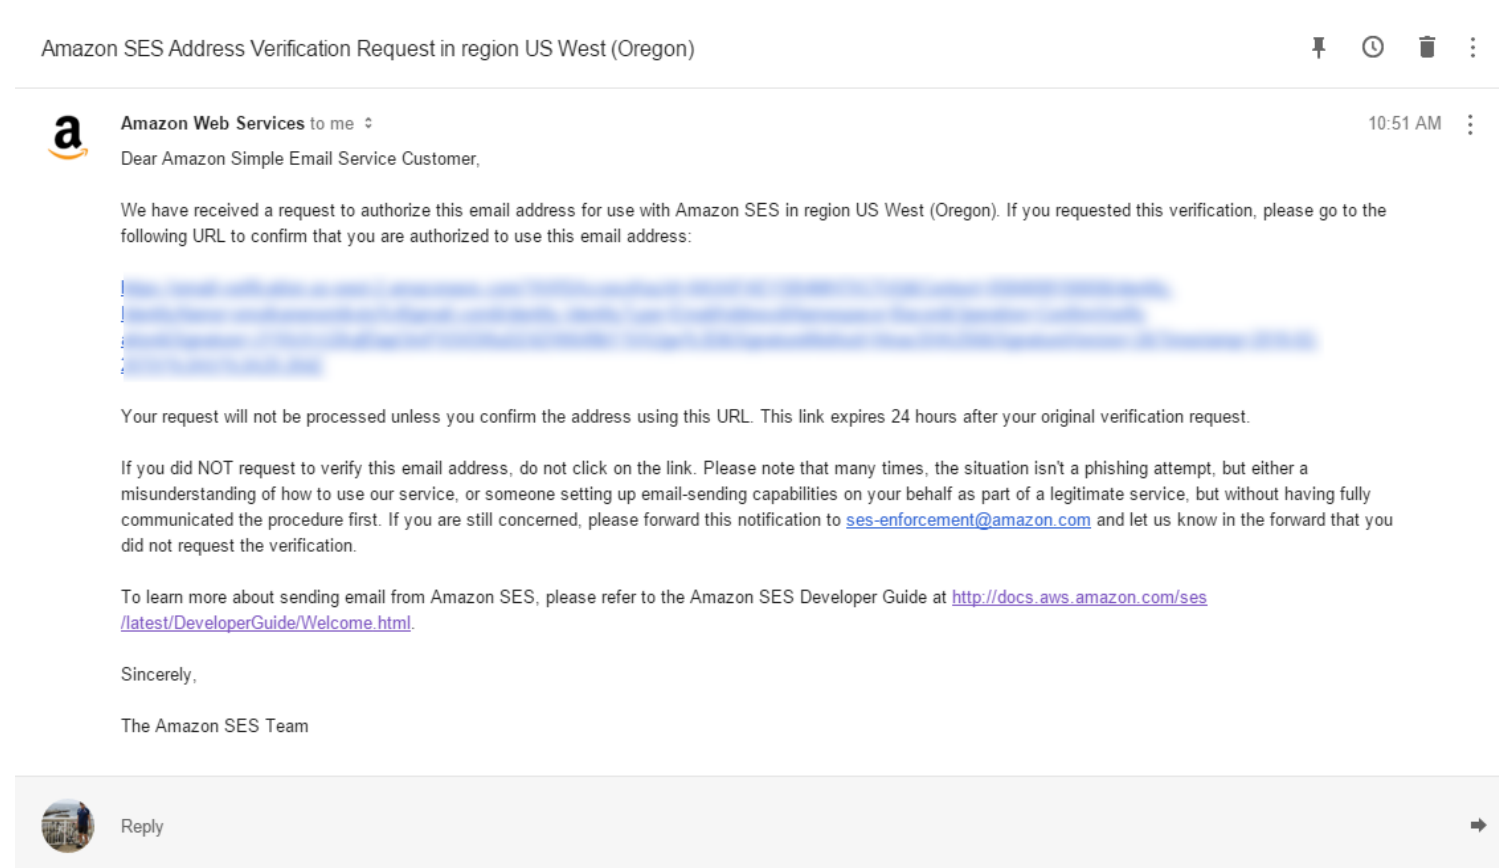 Amazon SES Address Verification Request in region US West (Oregon)
Amazon Web Services to me
10:51 AM
Dear Amazon Simple Email Service Customer,
We have received a request to authorize this email address for use with Amazon SES in region US West (Oregon). If you requested this verification, please go to the
following URL to confirm that you are authorized to use this email address:
Your request will not be processed unless you confirm the address using this URL. This link expires 24 hours after your original verification request.
If you did NOT request to verify this email address, do not click on the link. Please note that many times, the situation isn't a phishing attempt, but either a
misunderstanding of how to use our service, or someone setting up email-sending capabilities on your behalf as part of a legitimate service, but without having fully
communicated the procedure first. If you are still concerned, please forward this notification to ses-enforcement@amazon.com and let us know in the forward that you
did not request the verification.
To learn more about sending email from Amazon SES, please refer to the Amazon SES Developer Guide at http://docs.aws.amazon.com/ses
/latest/DeveloperGuide/Welcome.html.
Sincerely,
The Amazon SES Team
Reply